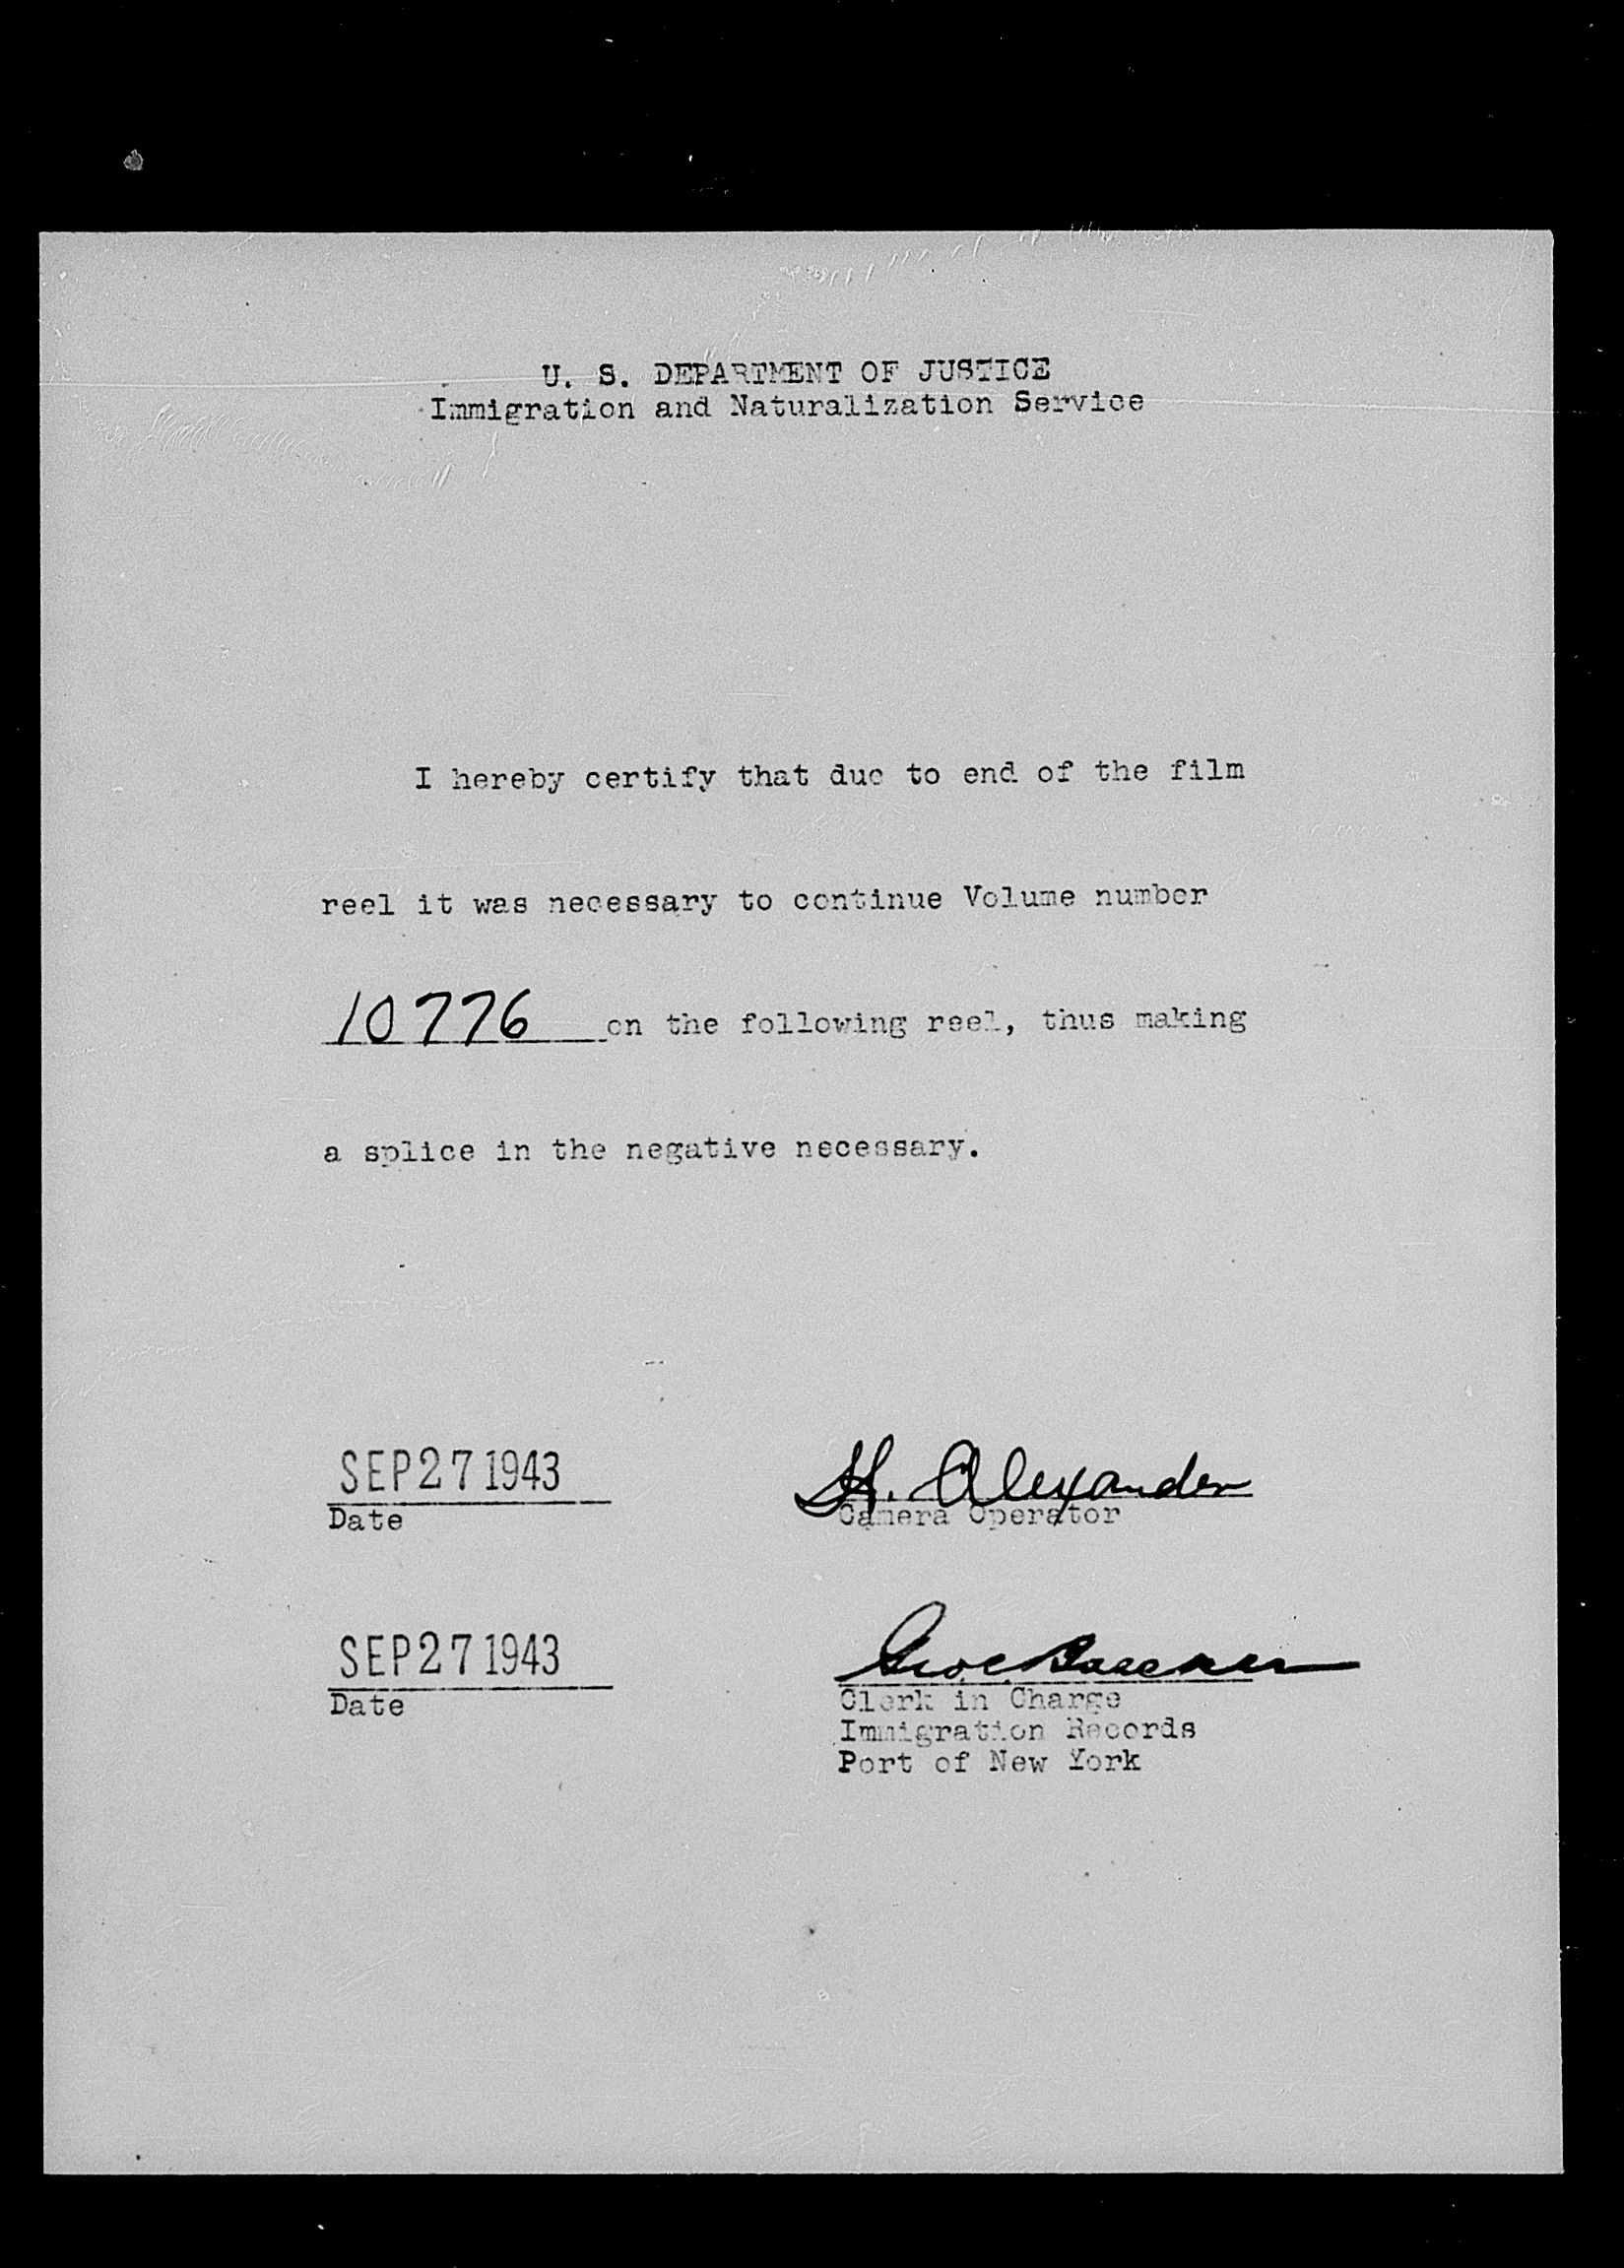 U. S. DEPARTMENT OF JUSTICE
Immigration and Naturalization Service
I hereby certify that due to end of the film
reel it was necessary to continue Volume number
10776 on the following reel, thus making
a splice in the negative necessary.
SEP 27 1943
Date
H. Alexander
Camera Operator
SEP 27 1943
Date
Clerk in Charge
Immigration Records
Port of New York